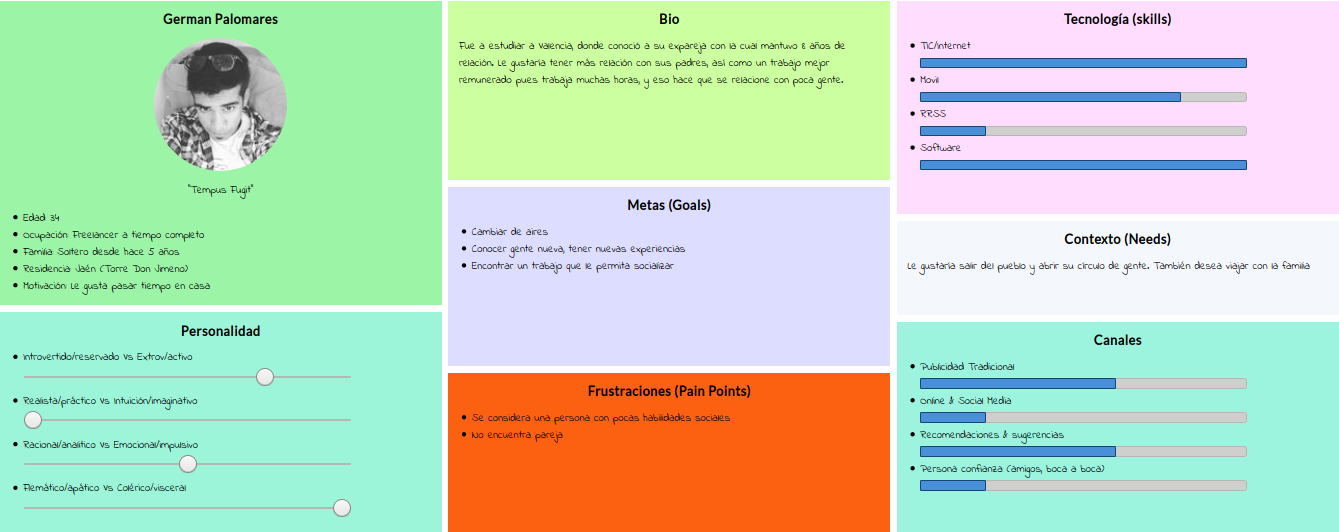 German Palomares
"Tempus Fugit"
Edad: 34
Ocupación: Freelancer a tiempo completo
Familia: Soltero desde hace 5 años
Residencia: Jaén (Torre Don Jimeno)
Motivación: Le gusta pasar tiempo en casa
Personalidad
Introvertido/reservado Vs Extrov/activo
Realista/práctico Vs Intuición/imaginativo
Racional/analítico Vs Emocional/impulsivo
Flemático/apático Vs Colérico/visceral
Bio
Fue a estudiar a Valencia, donde conoció a su expareja con la cual mantuvo 8 años de
relación. Le gustaría tener más relación con sus padres, así como un trabajo mejor
remunerado pues trabaja muchas horas, y eso hace que se relacione con poca gente.
Metas (Goals)
Cambiar de aires
Conocer gente nueva, tener nuevas experiencias
Encontrar un trabajo que le permita socializar
Frustraciones (Pain Points)
Se considera una persona con pocas habilidades sociales
No encuentra pareja
Tecnología (skills)
TIC/Internet
Movil
RRSS
Software
Contexto (Needs)
Le gustaría salir del pueblo y abrir su círculo de gente. También desea viajar con la familia
Canales
Publicidad Tradicional
Online & Social Media
Recomendaciones & sugerencias
Persona confianza (amigos, boca a boca)